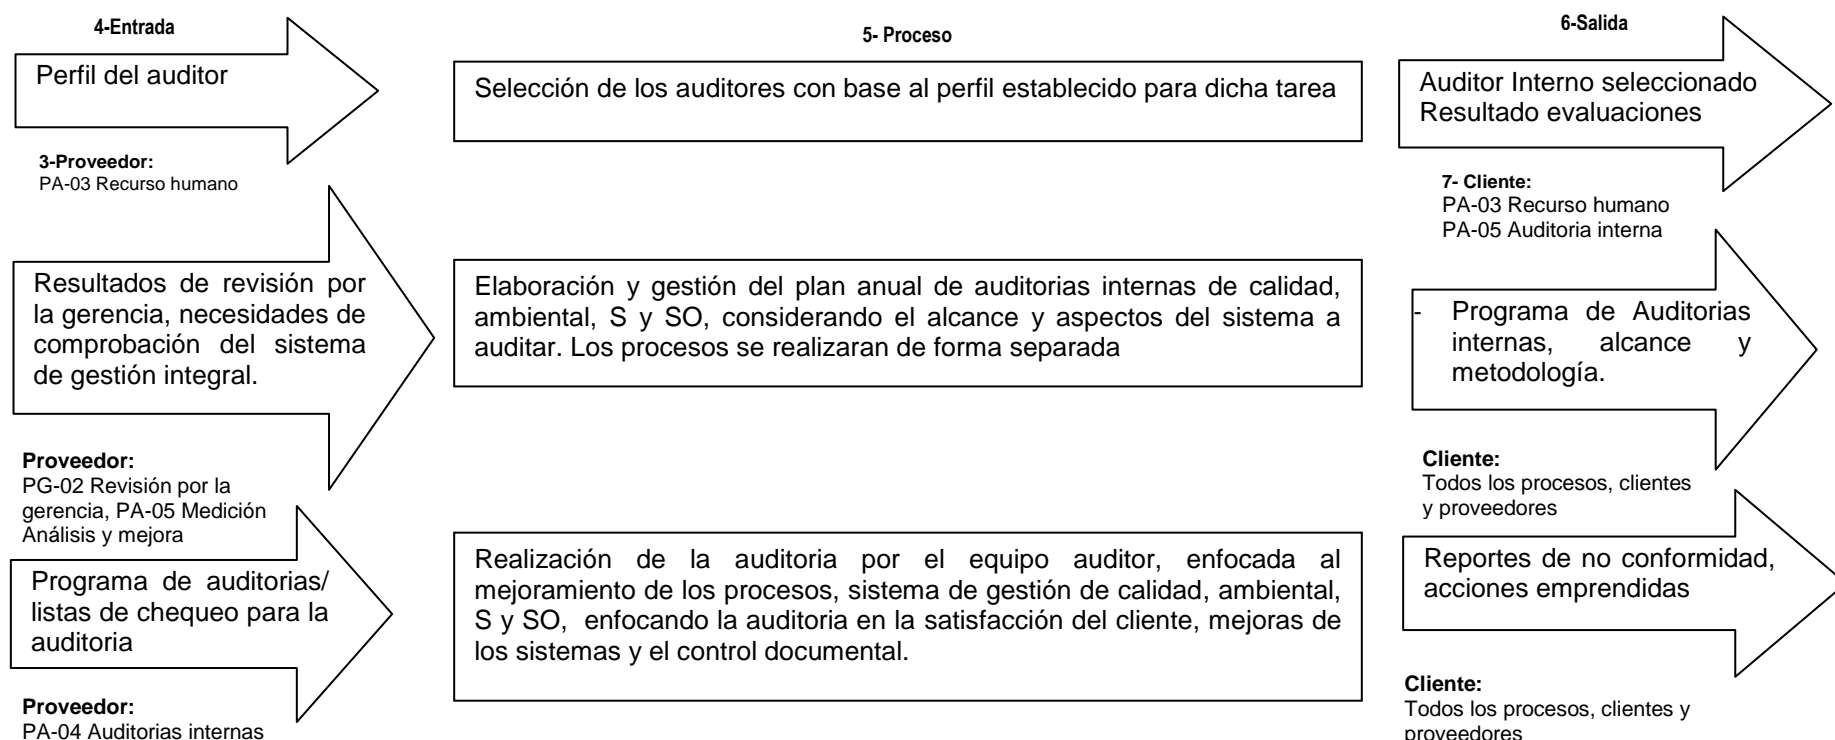 4-Entrada
5- Proceso
6-Salida
Perfil del auditor
Selección de los auditores con base al perfil establecido para dicha tarea
Auditor Interno seleccionado
Resultado evaluaciones
3-Proveedor:
PA-03 Recurso humano
7- Cliente:
PA-03 Recurso humano
PA-05 Auditoria interna
Resultados de revisión por
la gerencia, necesidades de
comprobación del sistema
de gestión integral.
Elaboración y gestión del plan anual de auditorias internas de calidad,
ambiental, S y SO, considerando el alcance y aspectos del sistema a
auditar. Los procesos se realizaran de forma separada
- Programa de Auditorias
internas, alcance y
metodología.
Proveedor:
PG-02 Revisión por la
gerencia, PA-05 Medición
Análisis y mejora
Cliente:
Todos los procesos, clientes
y proveedores
Programa de auditorias/
listas de chequeo para la
auditoria
Realización de la auditoria por el equipo auditor, enfocada al
mejoramiento de los procesos, sistema de gestión de calidad, ambiental,
S y SO, enfocando la auditoria en la satisfacción del cliente, mejoras de
los sistemas y el control documental.
Reportes de no conformidad,
acciones emprendidas
Proveedor:
PA-04 Auditorias internas
Cliente:
Todos los procesos, clientes y
proveedores